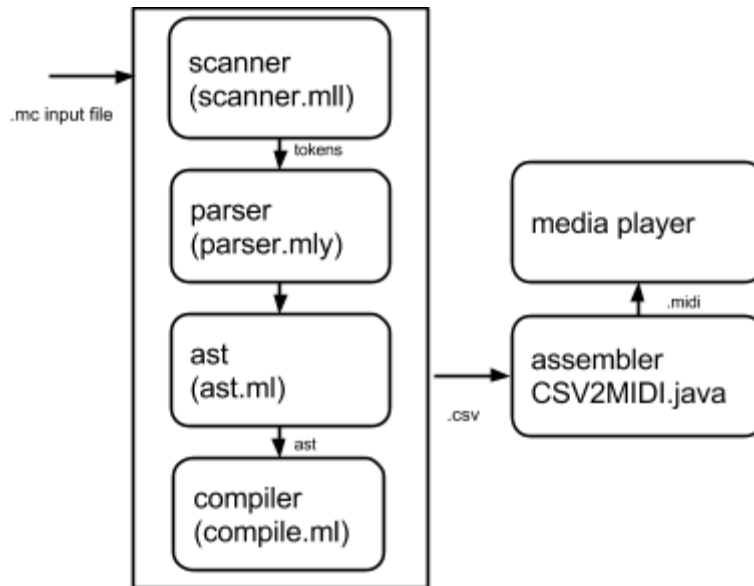 scanner
(scanner.mll)
.mc input file
tokens
parser
(parser.mly)
media player
.midi
ast
(ast.ml)
assembler
CSV2MIDI.java
.csv
ast
compiler
(compile.ml)